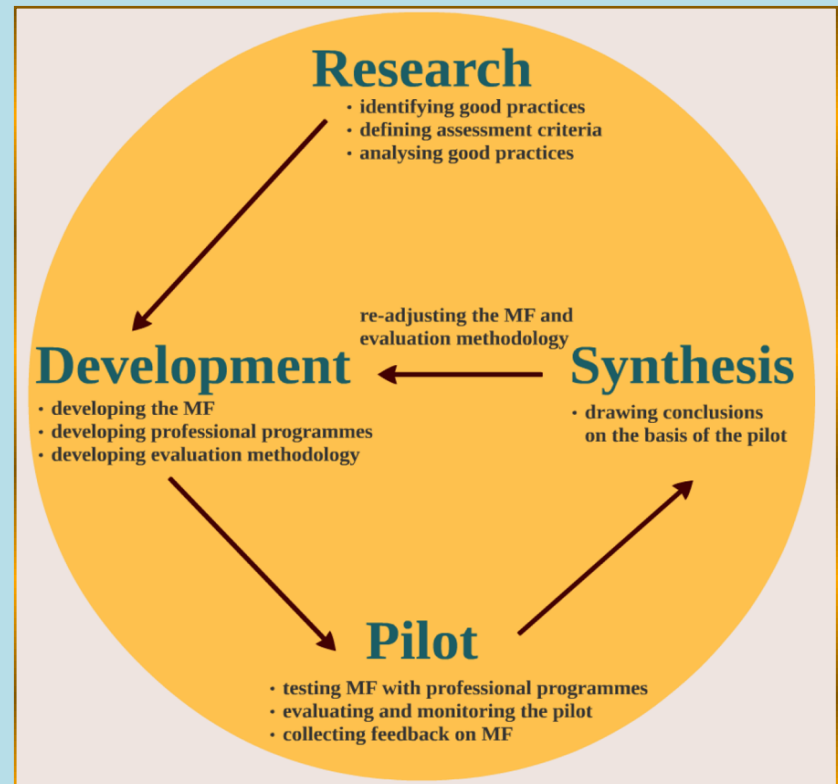 Research
· identifying good practices
· defining assessment criteria
· analysing good practices
re-adjusting the MF and
evaluation methodology
Development
· developing the MF
· developing professional programmes
· developing evaluation methodology
Synthesis
· drawing conclusions
on the basis of the pilot
Pilot
· testing MF with professional programmes
· evaluating and monitoring the pilot
· collecting feedback on MF